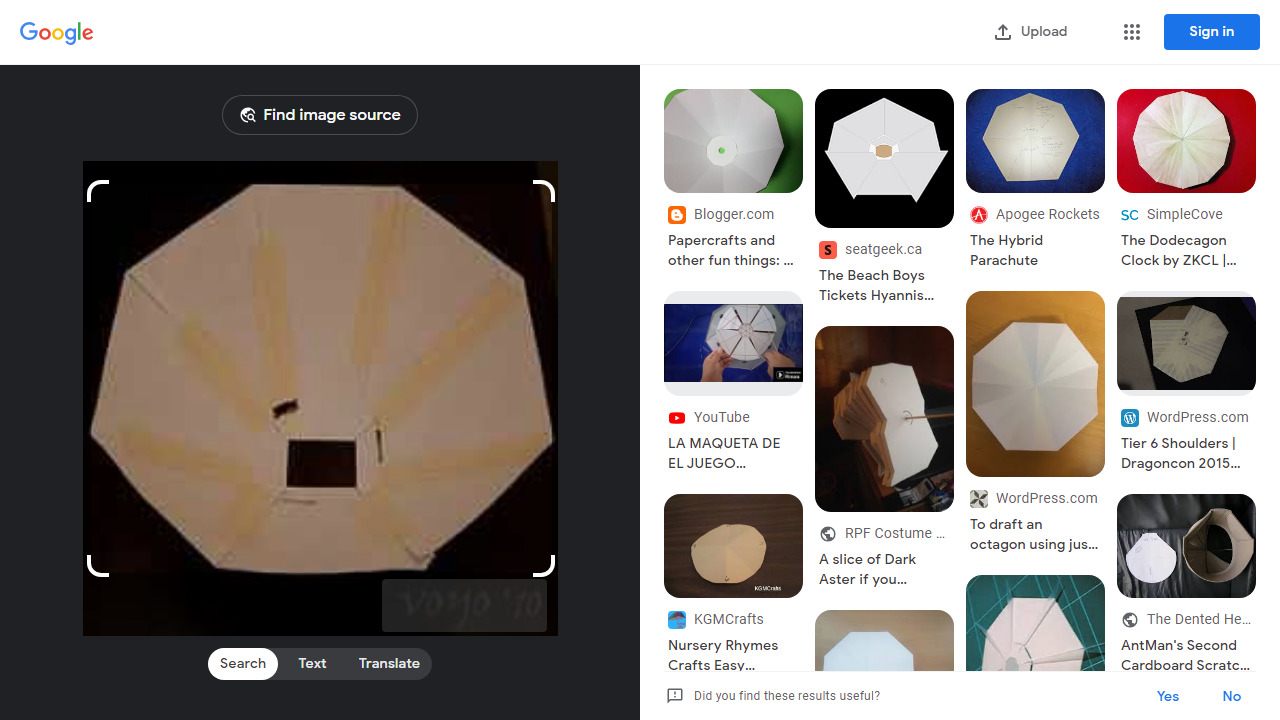 Google
Upload
Sign in
Find image source
Search
Text
Translate
Blogger.com
Papercrafts and
other fun things: ...
seatgeek.ca
The Beach Boys
Tickets Hyannis...
Apogee Rockets
The Hybrid
Parachute
SC
SimpleCove
The Dodecagon
Clock by ZKCL |...
YouTube
LA MAQUETA DE
EL JUEGO...
RPF Costume ...
A slice of Dark
Aster if you...
WordPress.com
To draft an
octagon using jus...
WordPress.com
Tier 6 Shoulders |
Dragoncon 2015...
KGMCrafts
KGMCrafts
Nursery Rhymes
Crafts Easy...
The Dented He...
AntMan's Second
Cardboard Scratc...
Did you find these results useful?
Yes
No